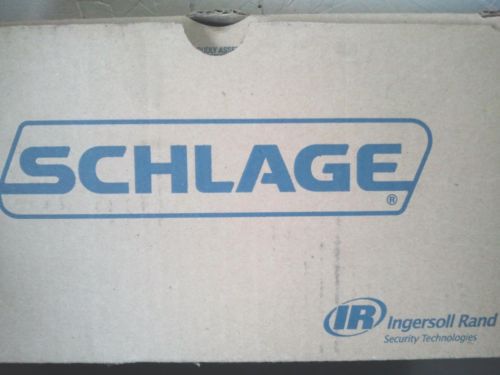 SCHLAGE
®
IR Ingersoll Rand
Security Technologies